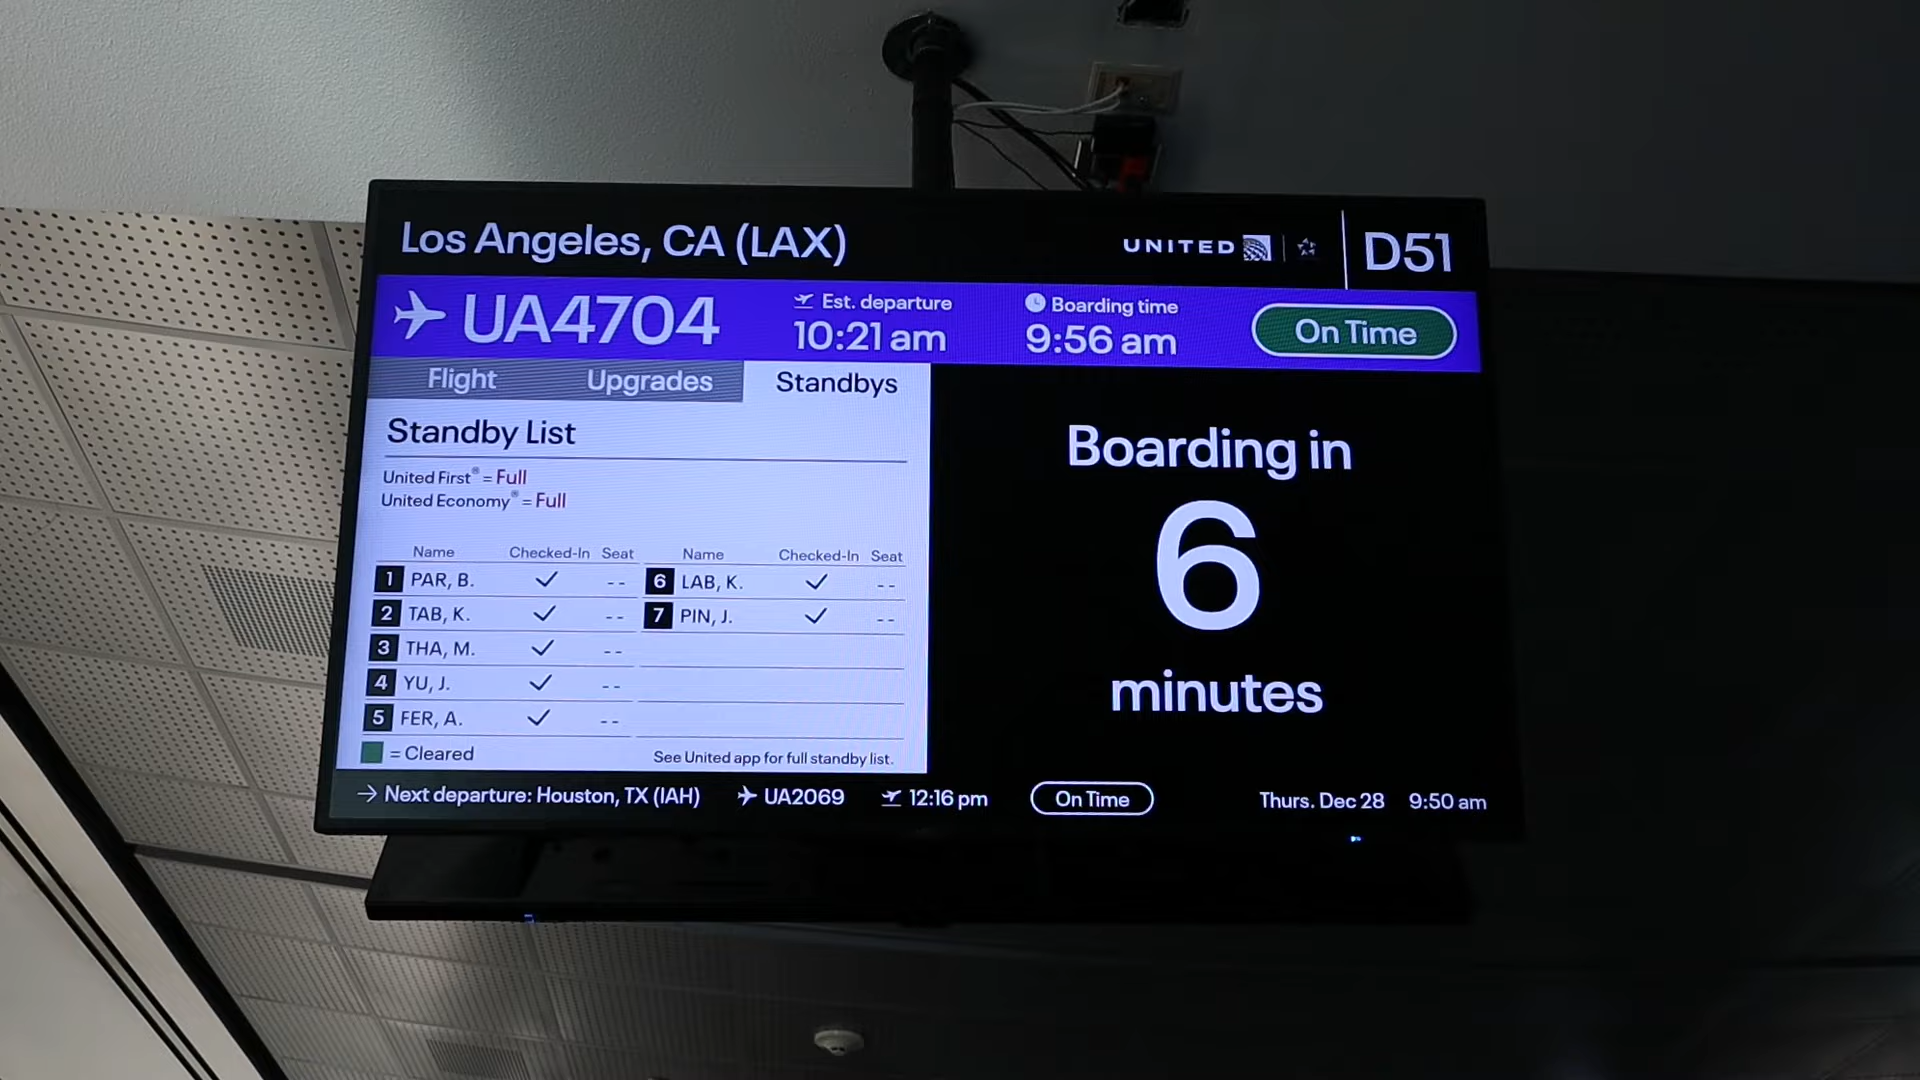 Los Angeles, CA (LAX)
UNITED
D51
UA4704
Est. departure
10:21 am
Boarding time
9:56 am
On Time
Flight Upgrades Standbys
Standby List
United First® = Full
United Economy® = Full
Name Checked-In Seat Name Checked-In Seat
1 PAR, B. ✓ -- 6 LAB, K. ✓ --
2 TAB, K. ✓ -- 7 PIN, J. ✓ --
3 THA, M. ✓ --
4 YU, J. ✓ --
5 FER, A. ✓ --
= Cleared See United app for full standby list.
Boarding in
6
minutes
→ Next departure: Houston, TX (IAH) UA2069 12:16 pm On Time Thurs. Dec 28 9:50 am